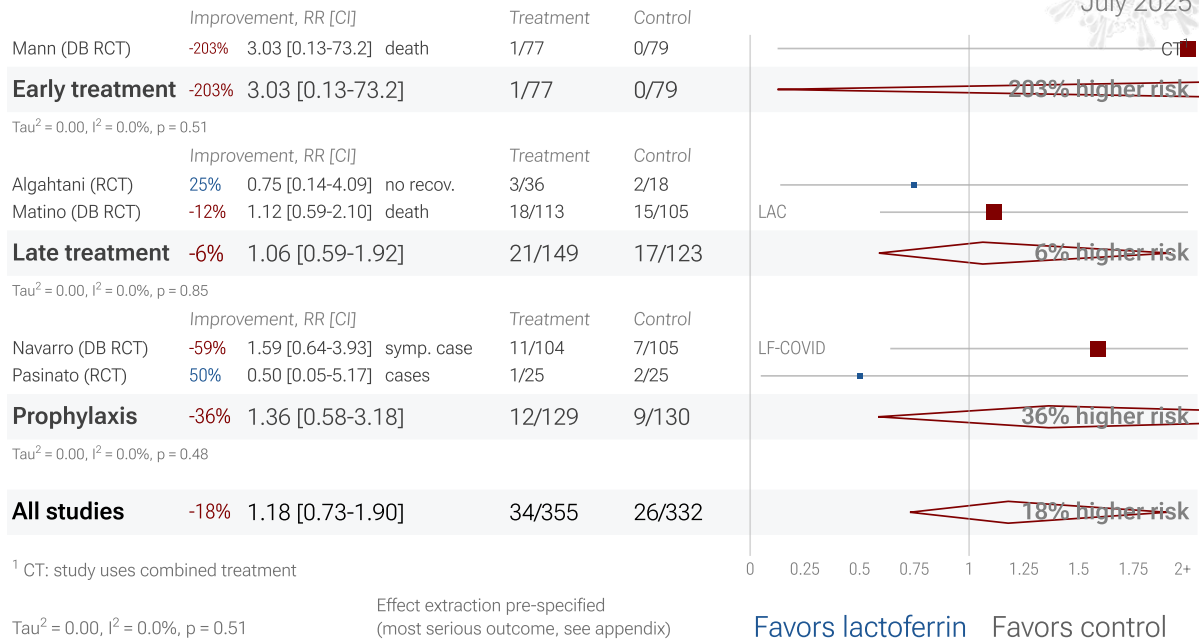 July 2025
Improvement, RR [CI] Treatment Control
Mann (DB RCT) -203% 3.03 [0.13-73.2] death 1/77 0/79 CT1
Early treatment -203% 3.03 [0.13-73.2] 1/77 0/79 203% higher risk
Tau2 = 0.00, I2 = 0.0%, p = 0.51
Improvement, RR [CI] Treatment Control
Algahtani (RCT) 25% 0.75 [0.14-4.09] no recov. 3/36 2/18
Matino (DB RCT) -12% 1.12 [0.59-2.10] death 18/113 15/105 LAC
Late treatment -6% 1.06 [0.59-1.92] 21/149 17/123 6% higher risk
Tau2 = 0.00, I2 = 0.0%, p = 0.85
Improvement, RR [CI] Treatment Control
Navarro (DB RCT) -59% 1.59 [0.64-3.93] symp. case 11/104 7/105 LF-COVID
Pasinato (RCT) 50% 0.50 [0.05-5.17] cases 1/25 2/25
Prophylaxis -36% 1.36 [0.58-3.18] 12/129 9/130 36% higher risk
Tau2 = 0.00, I2 = 0.0%, p = 0.48
All studies -18% 1.18 [0.73-1.90] 34/355 26/332 18% higher risk
1 CT: study uses combined treatment
0 0.25 0.5 0.75 1 1.25 1.5 1.75 2+
Effect extraction pre-specified
Tau2 = 0.00, I2 = 0.0%, p = 0.51 (most serious outcome, see appendix) Favors lactoferrin Favors control